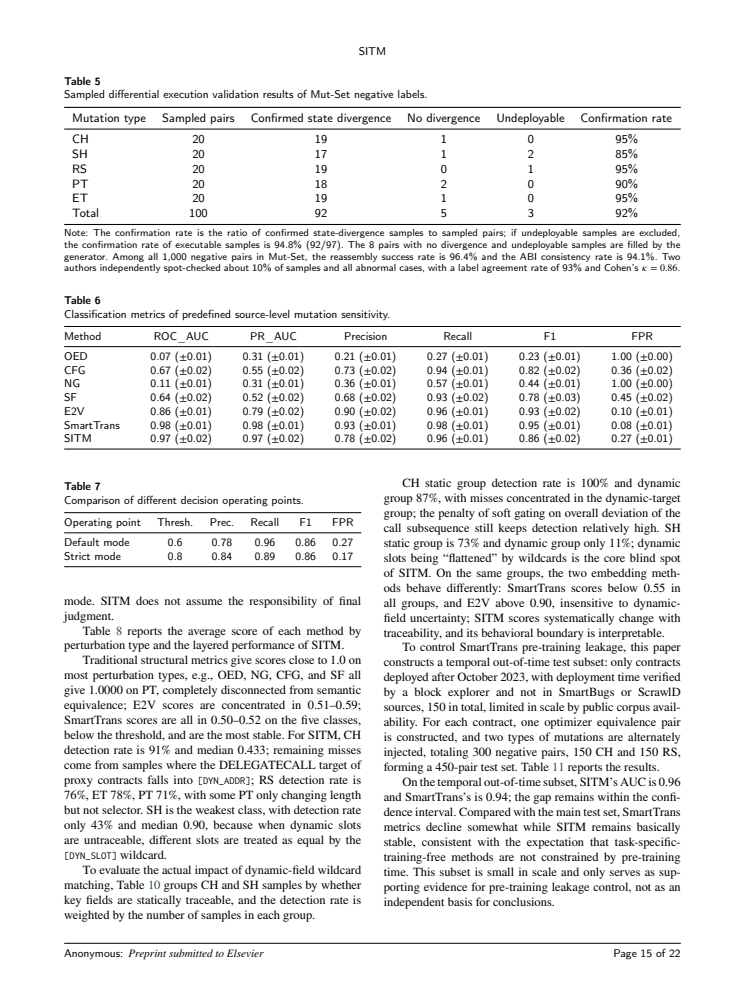 SITM
Table 5
Sampled differential execution validation results of Mut-Set negative labels.
Mutation type Sampled pairs Confirmed state divergence No divergence Undeployable Confirmation rate
CH 20 19 1 0 95%
SH 20 17 1 2 85%
RS 20 19 0 1 95%
PT 20 18 2 0 90%
ET 20 19 1 0 95%
Total 100 92 5 3 92%
Note: The confirmation rate is the ratio of confirmed state-divergence samples to sampled pairs; if undeployable samples are excluded,
the confirmation rate of executable samples is 94.8% (92/97). The 8 pairs with no divergence and undeployable samples are filled by the
generator. Among all 1,000 negative pairs in Mut-Set, the reassembly success rate is 96.4% and the ABI consistency rate is 94.1%. Two
authors independently spot-checked about 10% of samples and all abnormal cases, with a label agreement rate of 93% and Cohen's κ = 0.86.
Table 6
Classification metrics of predefined source-level mutation sensitivity.
Method ROC_AUC PR_AUC Precision Recall F1 FPR
OED 0.07 (±0.01) 0.31 (±0.01) 0.21 (±0.01) 0.27 (±0.01) 0.23 (±0.01) 1.00 (±0.00)
CFG 0.67 (±0.02) 0.55 (±0.02) 0.73 (±0.02) 0.94 (±0.01) 0.82 (±0.02) 0.36 (±0.02)
NG 0.11 (±0.01) 0.31 (±0.01) 0.36 (±0.01) 0.57 (±0.01) 0.44 (±0.01) 1.00 (±0.00)
SF 0.64 (±0.02) 0.52 (±0.02) 0.68 (±0.02) 0.93 (±0.02) 0.78 (±0.03) 0.45 (±0.02)
E2V 0.86 (±0.01) 0.79 (±0.02) 0.90 (±0.02) 0.96 (±0.01) 0.93 (±0.02) 0.10 (±0.01)
SmartTrans 0.98 (±0.01) 0.98 (±0.01) 0.93 (±0.01) 0.98 (±0.01) 0.95 (±0.01) 0.08 (±0.01)
SITM 0.97 (±0.02) 0.97 (±0.02) 0.78 (±0.02) 0.96 (±0.01) 0.86 (±0.02) 0.27 (±0.01)
Table 7
Comparison of different decision operating points.
Operating point Thresh. Prec. Recall F1 FPR
Default mode 0.6 0.78 0.96 0.86 0.27
Strict mode 0.8 0.84 0.89 0.86 0.17
mode. SITM does not assume the responsibility of final
judgment.
Table 8 reports the average score of each method by
perturbation type and the layered performance of SITM.
Traditional structural metrics give scores close to 1.0 on
most perturbation types, e.g., OED, NG, CFG, and SF all
give 1.0000 on PT, completely disconnected from semantic
equivalence; E2V scores are concentrated in 0.51–0.59;
SmartTrans scores are all in 0.50–0.52 on the five classes,
below the threshold, and are the most stable. For SITM, CH
detection rate is 91% and median 0.433; remaining misses
come from samples where the DELEGATECALL target of
proxy contracts falls into [DYN_ADDR]; RS detection rate is
76%, ET 78%, PT 71%, with some PT only changing length
but not selector. SH is the weakest class, with detection rate
only 43% and median 0.90, because when dynamic slots
are untraceable, different slots are treated as equal by the
[DYN_SLOT] wildcard.
To evaluate the actual impact of dynamic-field wildcard
matching, Table 10 groups CH and SH samples by whether
key fields are statically traceable, and the detection rate is
weighted by the number of samples in each group.
CH static group detection rate is 100% and dynamic
group 87%, with misses concentrated in the dynamic-target
group; the penalty of soft gating on overall deviation of the
call subsequence still keeps detection relatively high. SH
static group is 73% and dynamic group only 11%; dynamic
slots being “flattened” by wildcards is the core blind spot
of SITM. On the same groups, the two embedding meth-
ods behave differently: SmartTrans scores below 0.55 in
all groups, and E2V above 0.90, insensitive to dynamic-
field uncertainty; SITM scores systematically change with
traceability, and its behavioral boundary is interpretable.
To control SmartTrans pre-training leakage, this paper
constructs a temporal out-of-time test subset: only contracts
deployed after October 2023, with deployment time verified
by a block explorer and not in SmartBugs or ScrawlD
sources, 150 in total, limited in scale by public corpus avail-
ability. For each contract, one optimizer equivalence pair
is constructed, and two types of mutations are alternately
injected, totaling 300 negative pairs, 150 CH and 150 RS,
forming a 450-pair test set. Table 11 reports the results.
On the temporal out-of-time subset, SITM's AUC is 0.96
and SmartTrans's is 0.94; the gap remains within the confi-
dence interval. Compared with the main test set, SmartTrans
metrics decline somewhat while SITM remains basically
stable, consistent with the expectation that task-specific-
training-free methods are not constrained by pre-training
time. This subset is small in scale and only serves as sup-
porting evidence for pre-training leakage control, not as an
independent basis for conclusions.
Anonymous: Preprint submitted to Elsevier Page 15 of 22